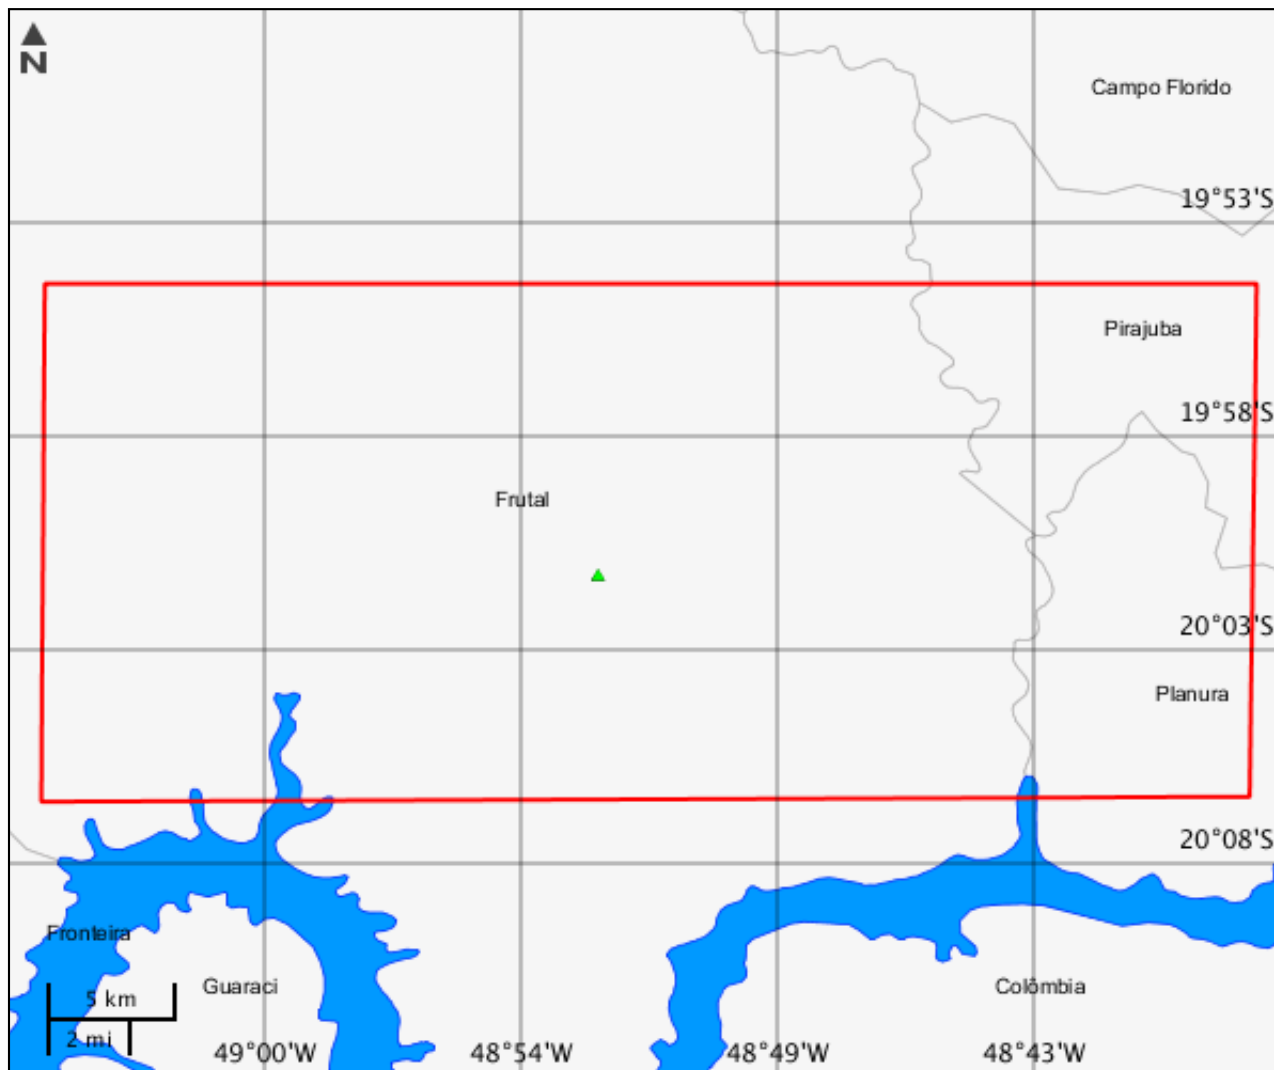 N
Campo Florido
19°53'S
Pirajuba
19°58'S
Frutal
20°03'S
Planura
20°08'S
Fronteira
Guaraci
Colômbia
5 km
2 mi
49°00'W
48°54'W
48°49'W
48°43'W